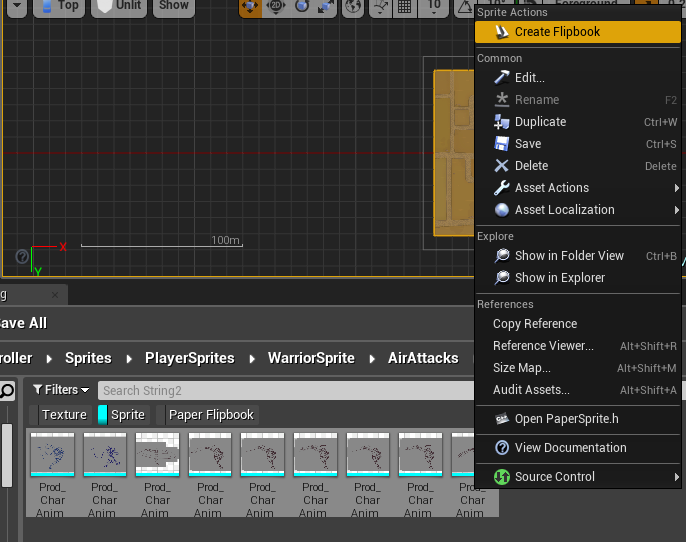 Top
Unlit
Show
10
Foreground
0.2
Sprite Actions
Create Flipbook
Common
Edit...
Rename F2
Duplicate Ctrl+W
Save Ctrl+S
Delete Delete
Asset Actions
Asset Localization
Explore
Show in Folder View Ctrl+B
Show in Explorer
References
Copy Reference
Reference Viewer... Alt+Shift+R
Size Map... Alt+Shift+M
Audit Assets... Alt+Shift+A
Open PaperSprite.h
View Documentation
Source Control
100m
X
Y
g
ave All
roller Sprites PlayerSprites WarriorSprite AirAttacks
Filters Search String2
Texture Sprite Paper Flipbook
Prod_ Prod_ Prod_ Prod_ Prod_ Prod_ Prod_ Prod_
Char Char Char Char Char Char Char Char
Anim Anim Anim Anim Anim Anim Anim Anim